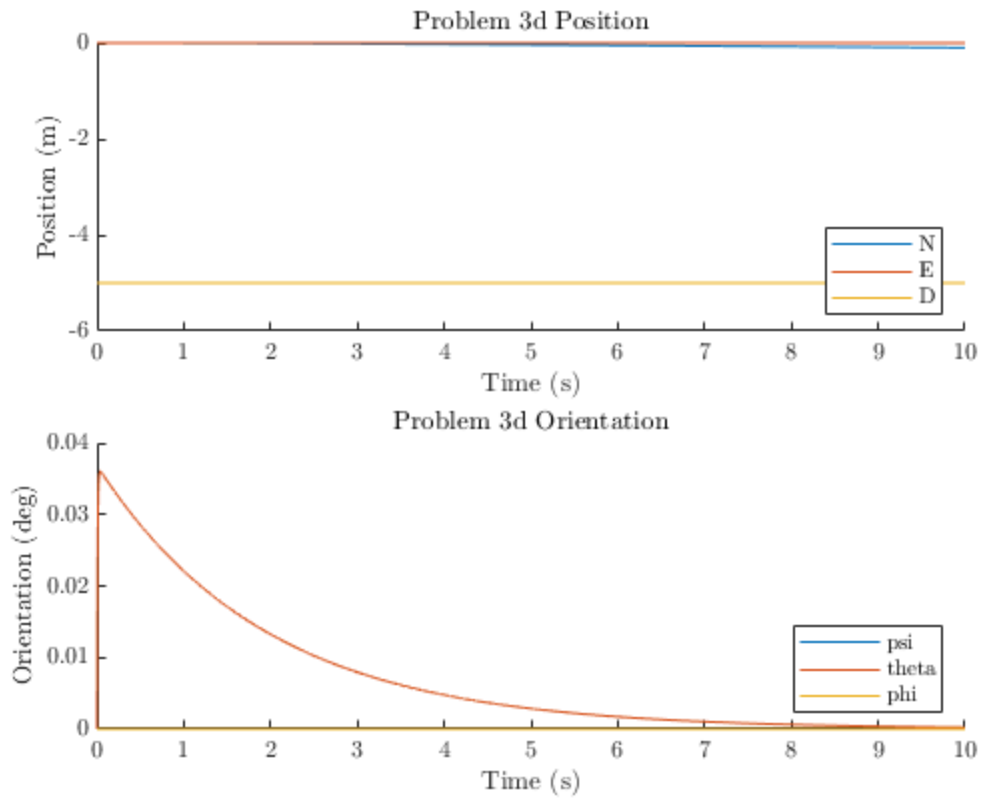 Problem 3d Position
Position (m)
0
-2
-4
-6
N
E
D
0 1 2 3 4 5 6 7 8 9 10
Time (s)
Problem 3d Orientation
Orientation (deg)
0.04
0.03
0.02
0.01
0
psi
theta
phi
0 1 2 3 4 5 6 7 8 9 10
Time (s)